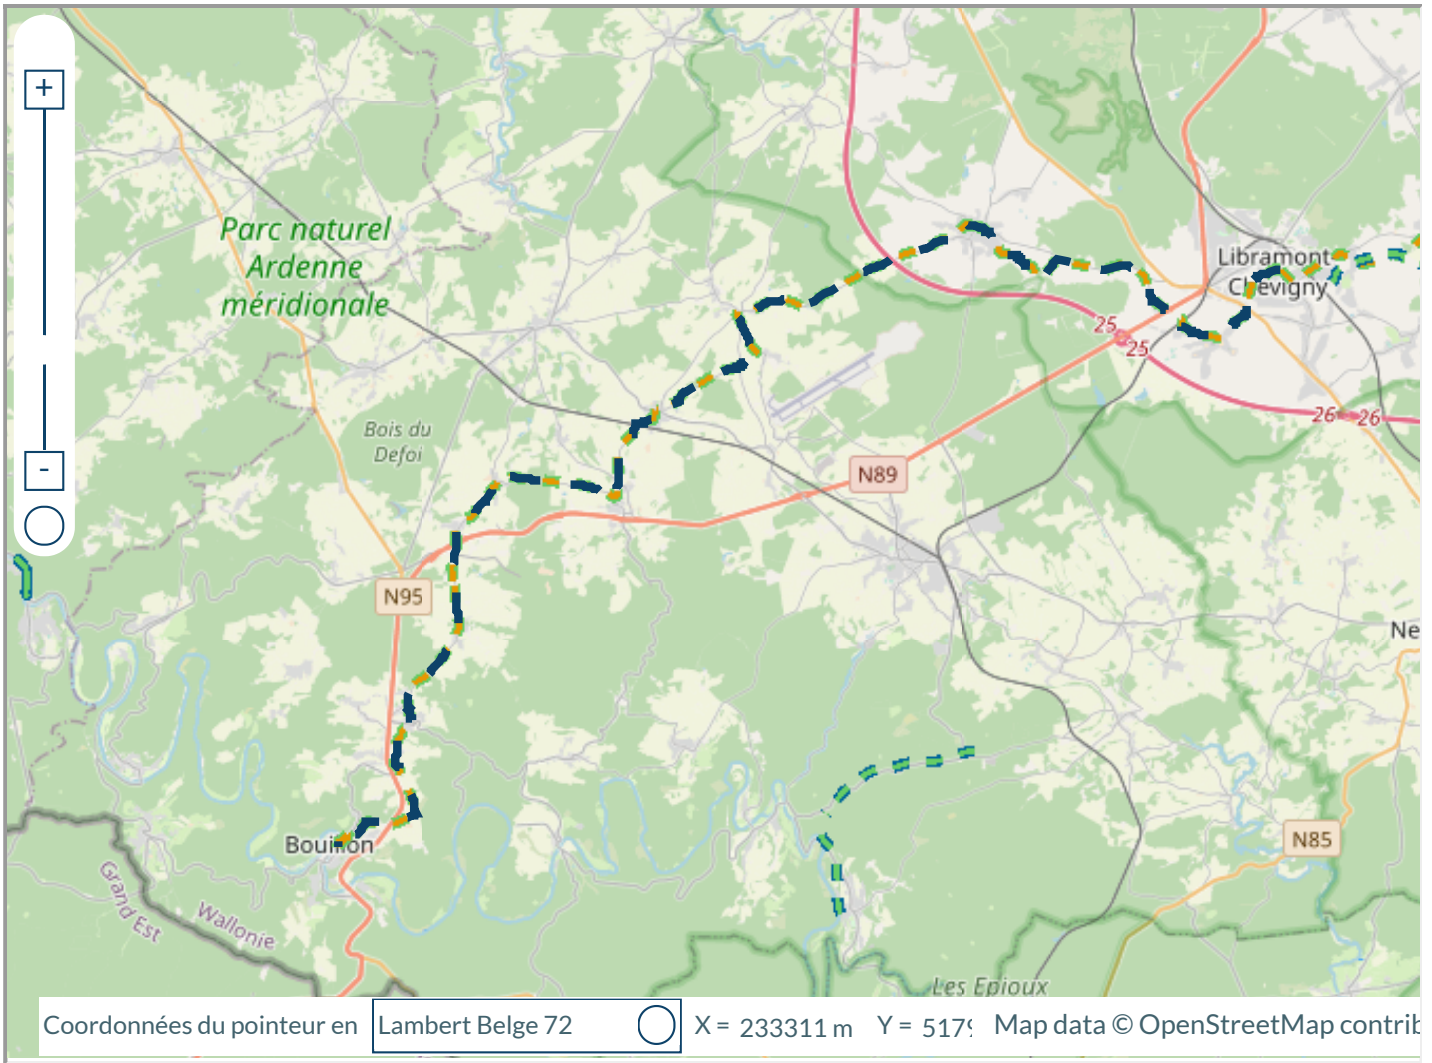 +
Parc naturel
Ardenne
méridionale
Libramont-
Chevigny
25
25
26
26
Bois du
Defoi
-
N89
N95
Ne
N85
Bouillon
Grand Est
Wallonie
Les Epioux
Coordonnées du pointeur en Lambert Belge 72 X = 233311 m Y = 5179 Map data © OpenStreetMap contrib